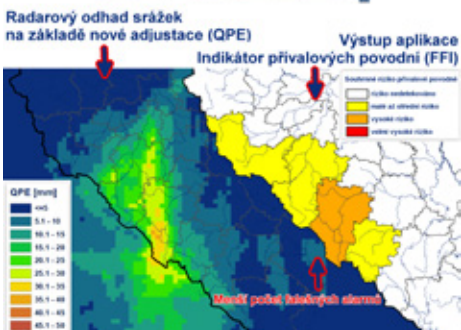 Radarový odhad srážek
na základě nové adjustace (QPE)
Výstup aplikace
Indikátor přívalových povodní (FFI)
Souhrnné riziko přívalové povodně
riziko nedetekováno
malé až střední riziko
vysoké riziko
velmi vysoké riziko
QPE [mm]
<=5
5.1 - 10
10.1 - 15
15.1 - 20
20.1 - 25
25.1 - 30
30.1 - 35
35.1 - 40
40.1 - 45
45.1 - 50
Menší počet falešných alarmů